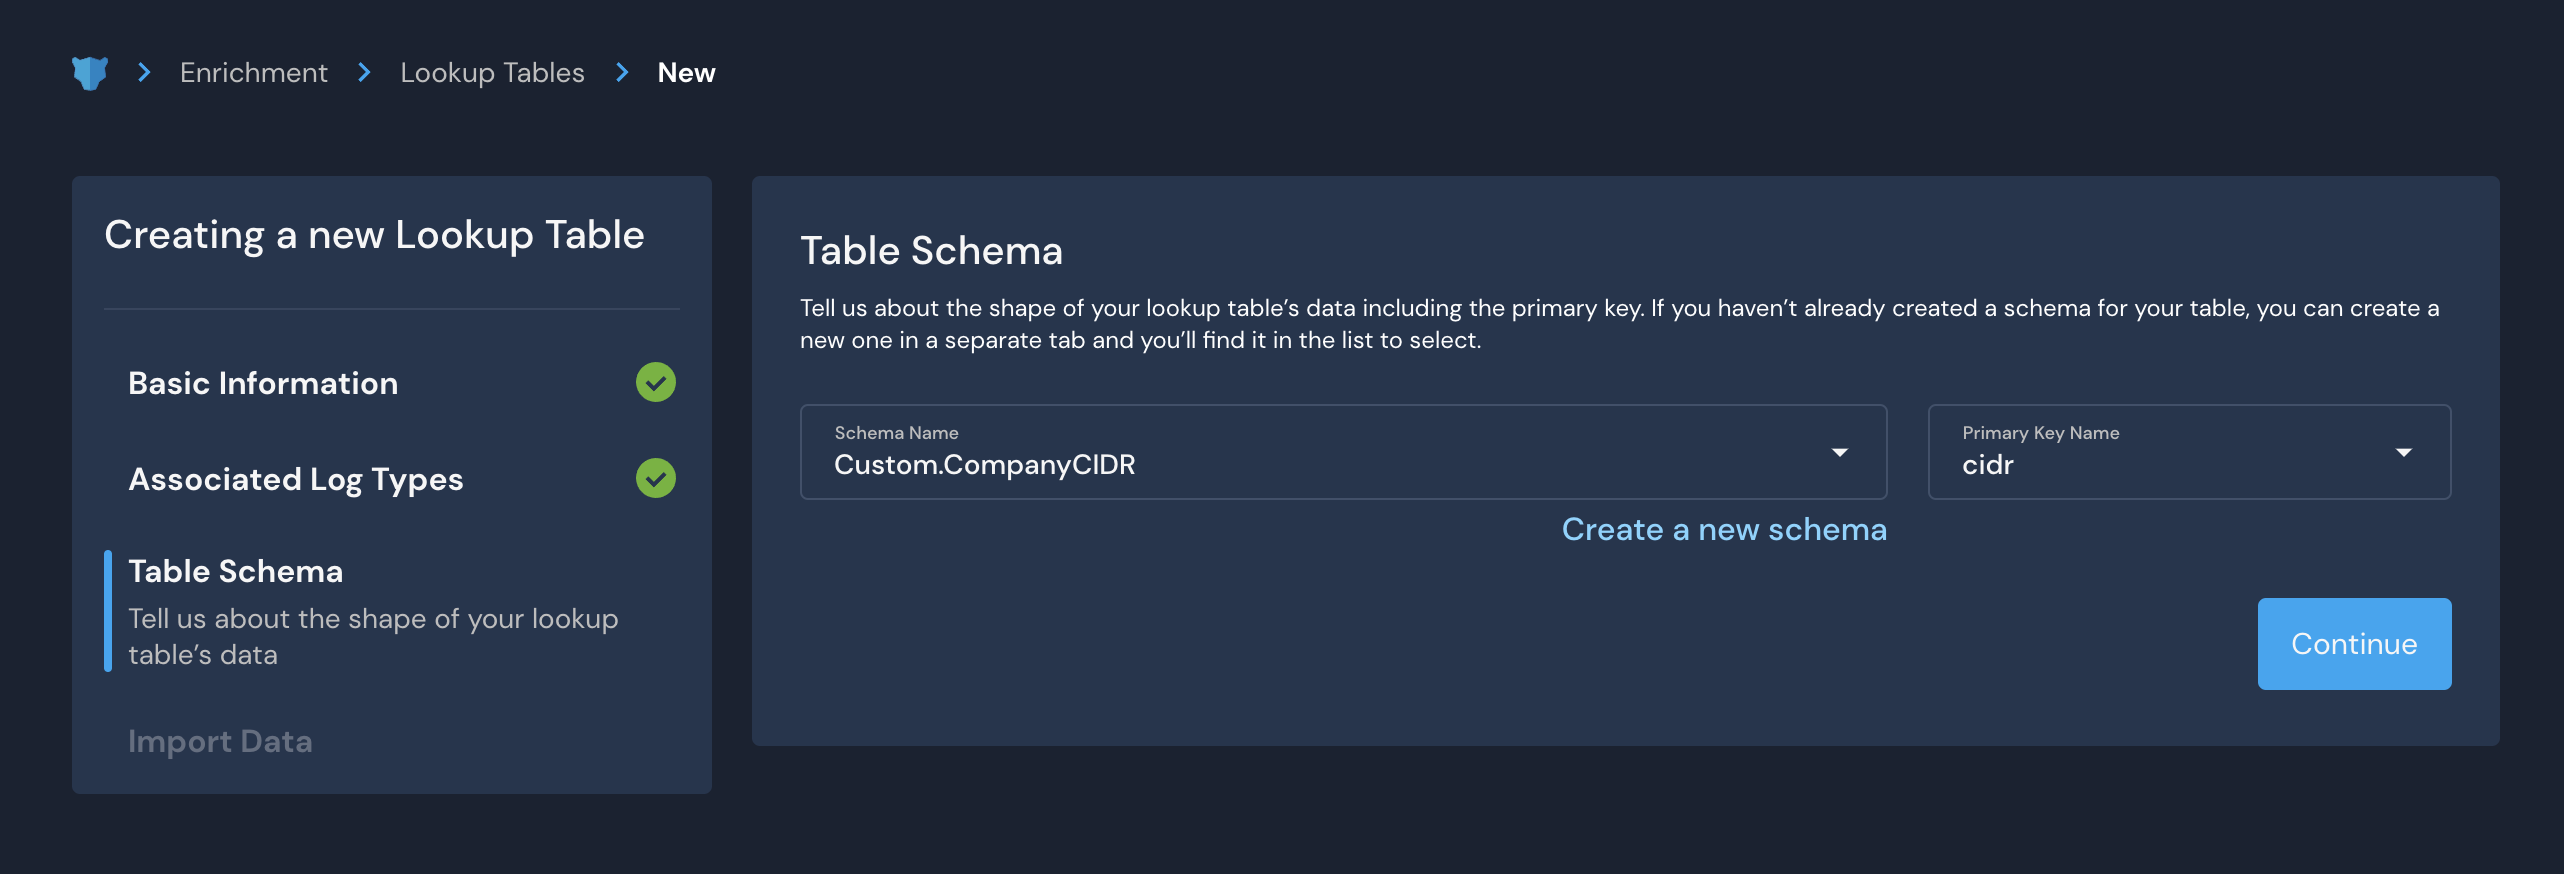 Enrichment
Lookup Tables
New
Creating a new Lookup Table
Basic Information
Associated Log Types
Table Schema
Tell us about the shape of your lookup
table’s data
Import Data
Table Schema
Tell us about the shape of your lookup table’s data including the primary key. If you haven’t already created a schema for your table, you can create a
new one in a separate tab and you’ll find it in the list to select.
Schema Name
Custom.CompanyCIDR
Primary Key Name
cidr
Create a new schema
Continue